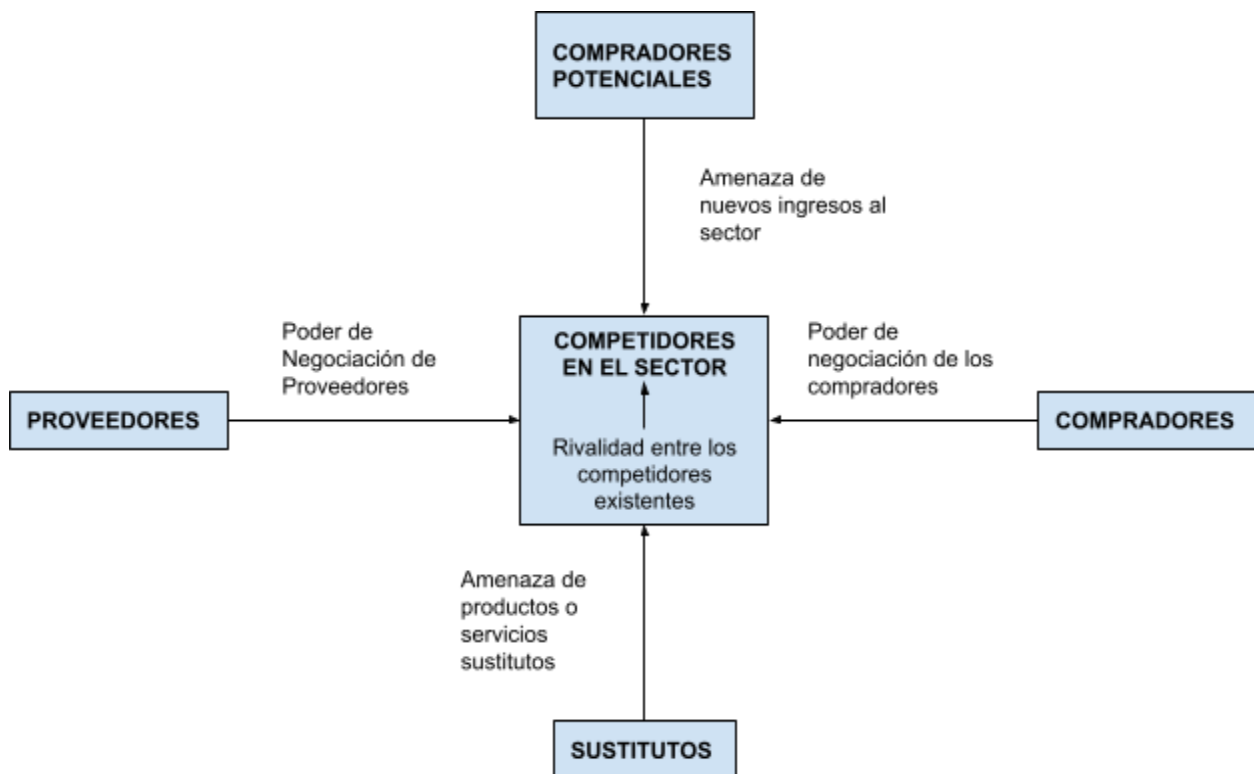 COMPRADORES
POTENCIALES
Amenaza de
nuevos ingresos al
sector
Poder de
Negociación de
Proveedores
PROVEEDORES
COMPETIDORES
EN EL SECTOR
Rivalidad entre los
competidores
existentes
Poder de
negociación de los
compradores
COMPRADORES
Amenaza de
productos o
servicios
sustitutos
SUSTITUTOS